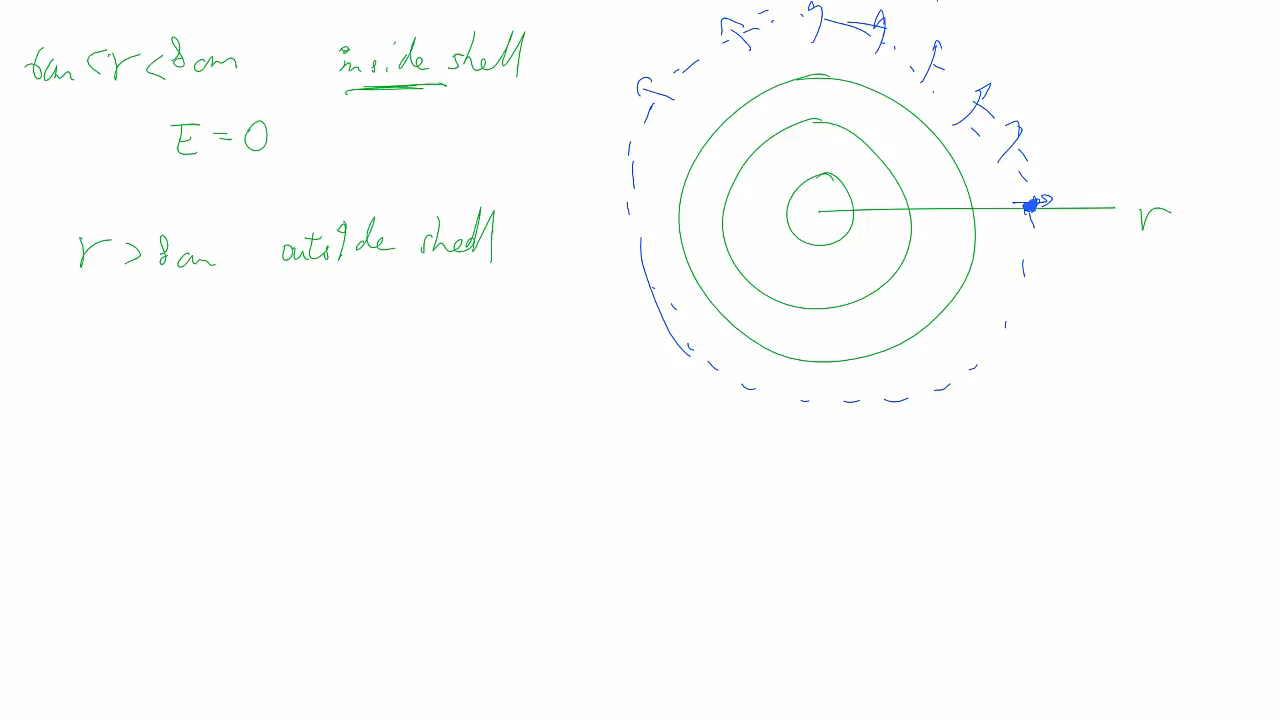 6cm < r < 8cm inside shell
E = 0
r > 8cm outside shell
r